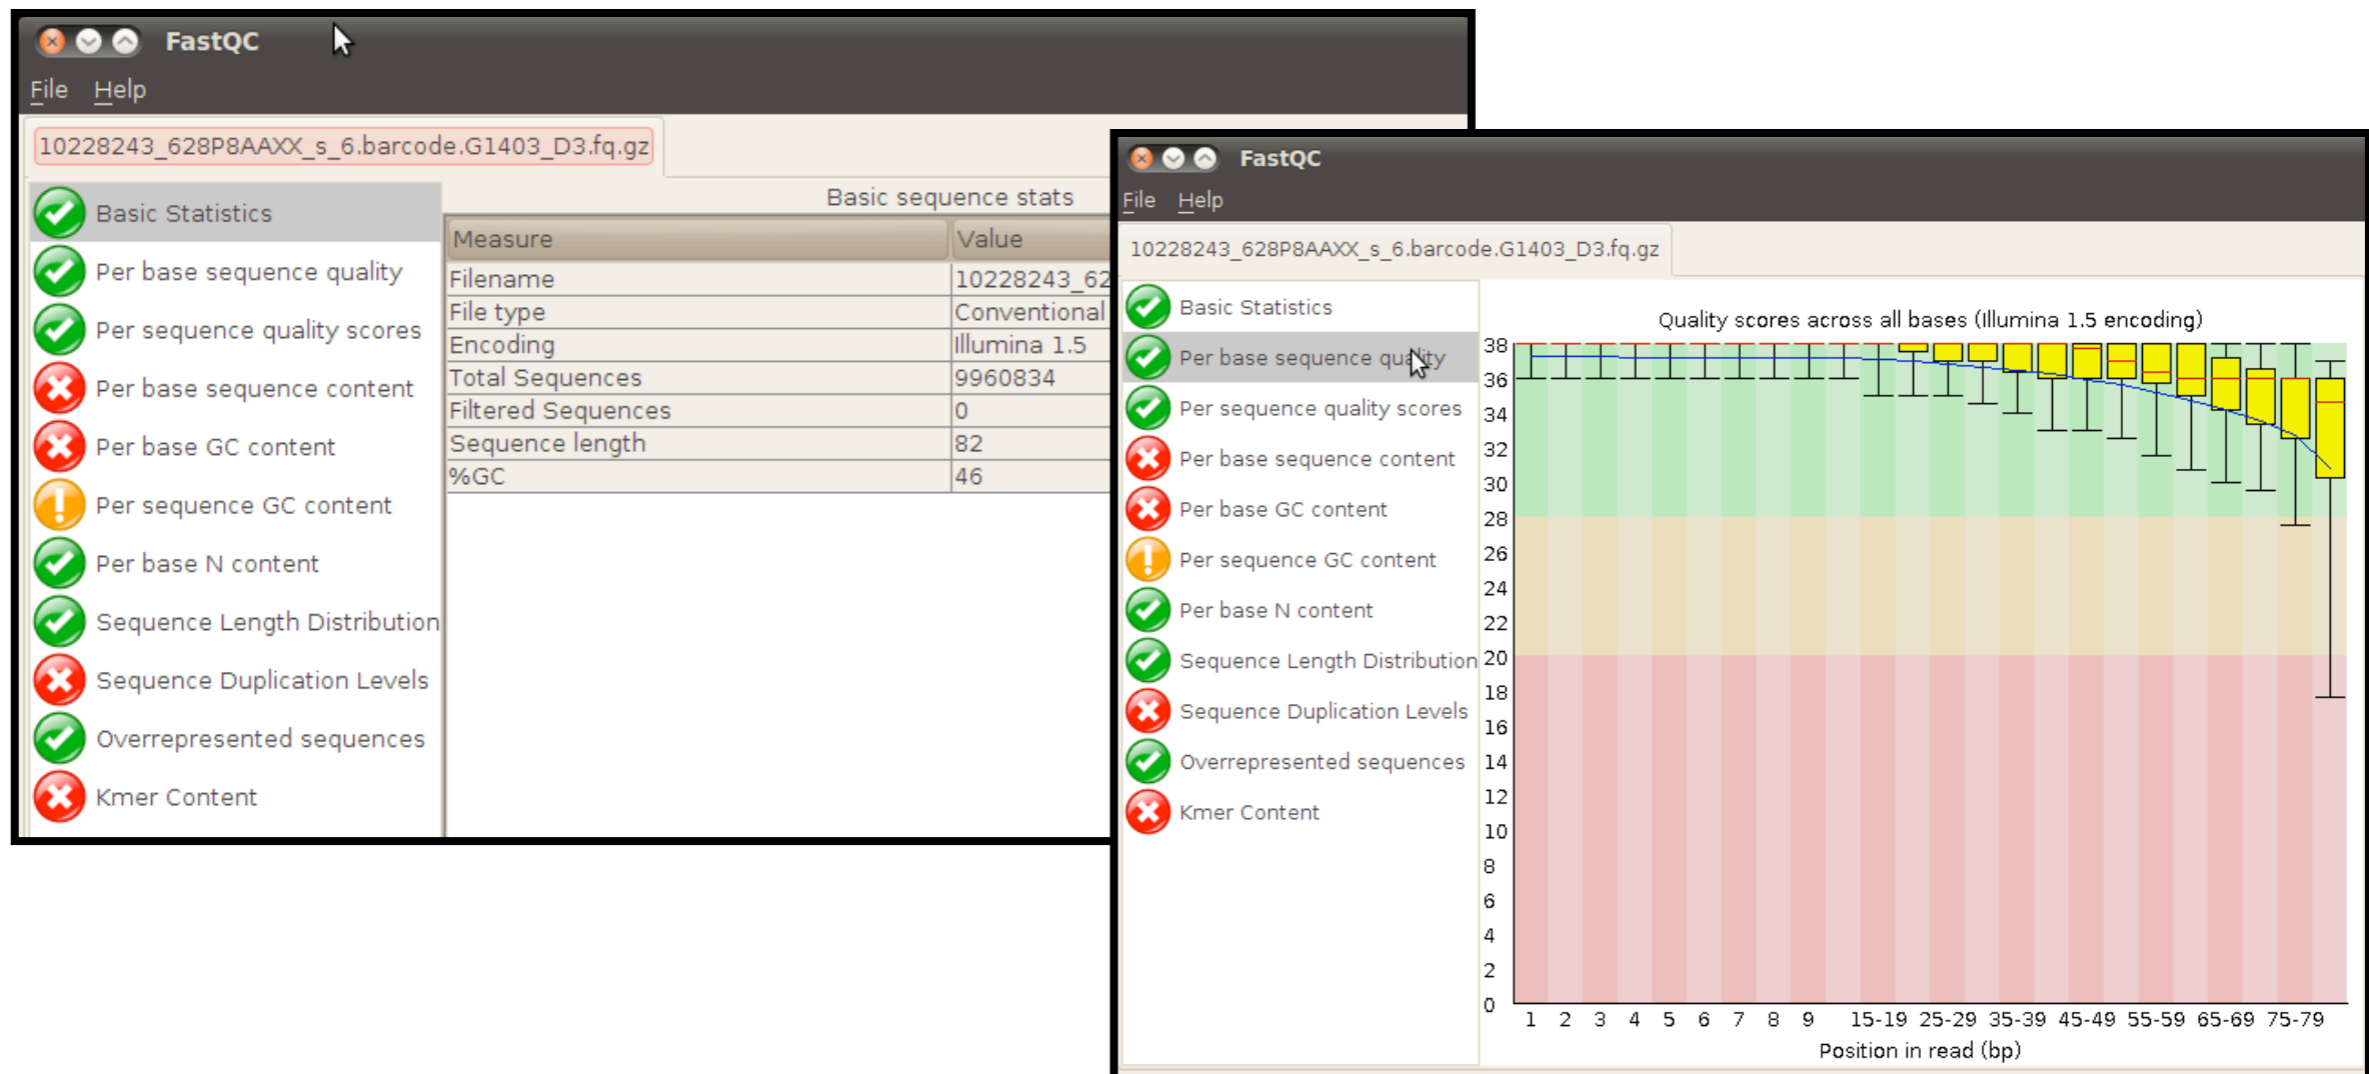 FastQC
File Help
10228243_628P8AAXX_s_6.barcode.G1403_D3.fq.gz
Basic Statistics
Per base sequence quality
Per sequence quality scores
Per base sequence content
Per base GC content
Per sequence GC content
Per base N content
Sequence Length Distribution
Sequence Duplication Levels
Overrepresented sequences
Kmer Content
Basic sequence stats
Measure Value
Filename 10228243_62
File type Conventional
Encoding Illumina 1.5
Total Sequences 9960834
Filtered Sequences 0
Sequence length 82
%GC 46
FastQC
File Help
10228243_628P8AAXX_s_6.barcode.G1403_D3.fq.gz
Basic Statistics
Per base sequence quality
Per sequence quality scores
Per base sequence content
Per base GC content
Per sequence GC content
Per base N content
Sequence Length Distribution
Sequence Duplication Levels
Overrepresented sequences
Kmer Content
Quality scores across all bases (Illumina 1.5 encoding)
38
36
34
32
30
28
26
24
22
20
18
16
14
12
10
8
6
4
2
0
1 2 3 4 5 6 7 8 9 15-19 25-29 35-39 45-49 55-59 65-69 75-79
Position in read (bp)